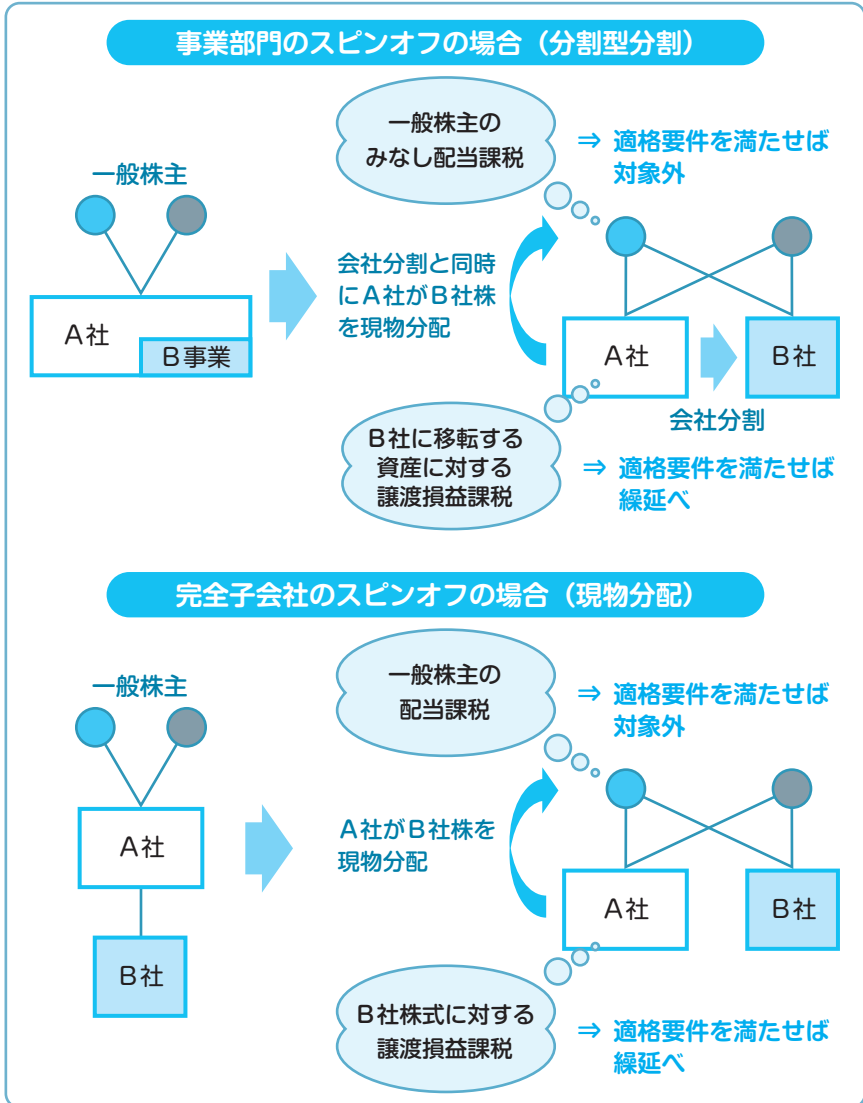 事業部門のスピンオフの場合（分割型分割）
一般株主の
みなし配当課税
⇒ 適格要件を満たせば
対象外
一般株主
会社分割と同時
にA社がB社株
を現物分配
A社
B事業
A社
B社
会社分割
B社に移転する
資産に対する
譲渡損益課税
⇒ 適格要件を満たせば
繰延べ
完全子会社のスピンオフの場合（現物分配）
一般株主の
配当課税
⇒ 適格要件を満たせば
対象外
一般株主
A社がB社株を
現物分配
A社
B社
A社
B社
B社株式に対する
譲渡損益課税
⇒ 適格要件を満たせば
繰延べ